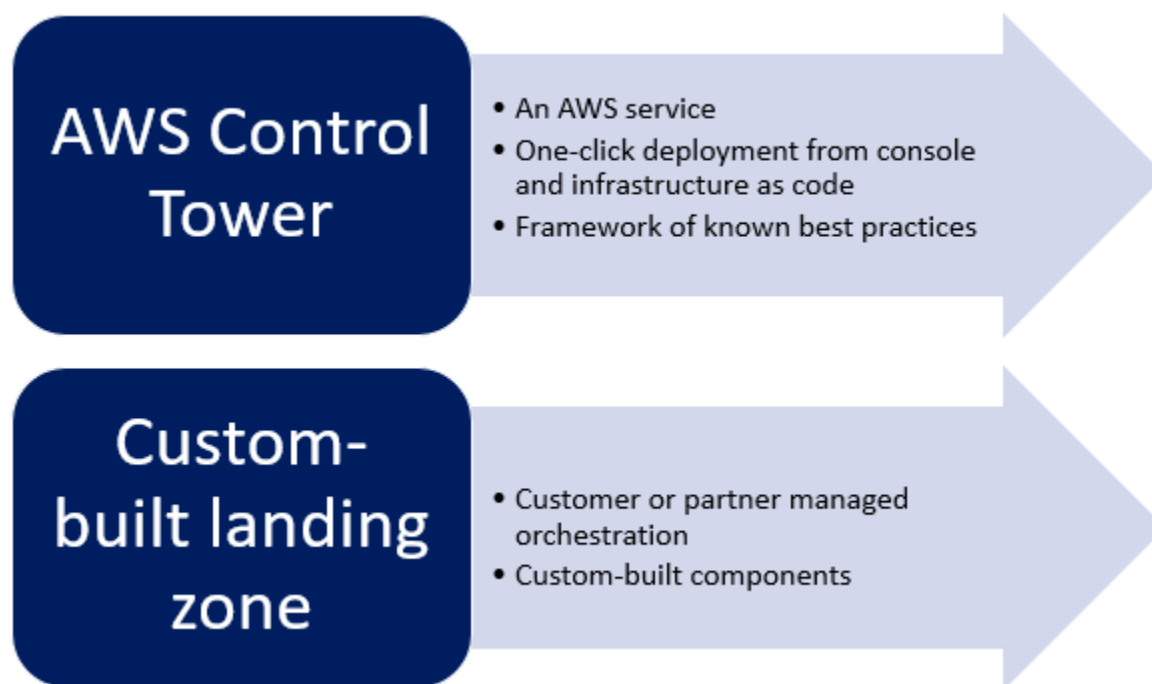 AWS Control
Tower
• An AWS service
• One-click deployment from console
and infrastructure as code
• Framework of known best practices
Custom-
built landing
zone
• Customer or partner managed
orchestration
• Custom-built components